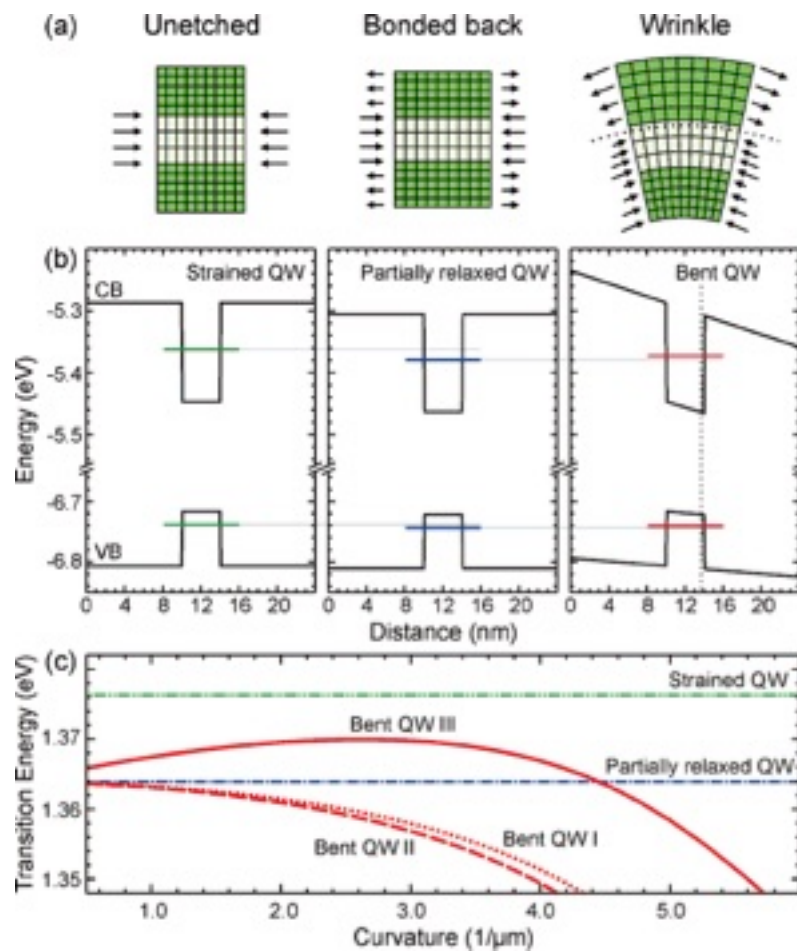 (a) Unetched Bonded back Wrinkle
(b) Strained QW Partially relaxed QW Bent QW
CB
-5.3
-5.4
-5.5
-6.7
-6.8
VB
Energy (eV)
0 4 8 12 16 20 0 4 8 12 16 20 0 4 8 12 16 20
Distance (nm)
(c) Strained QW
Bent QW III
Partially relaxed QW
Bent QW I
Bent QW II
1.37
1.36
1.35
Transition Energy (eV)
1.0 2.0 3.0 4.0 5.0
Curvature (1/µm)